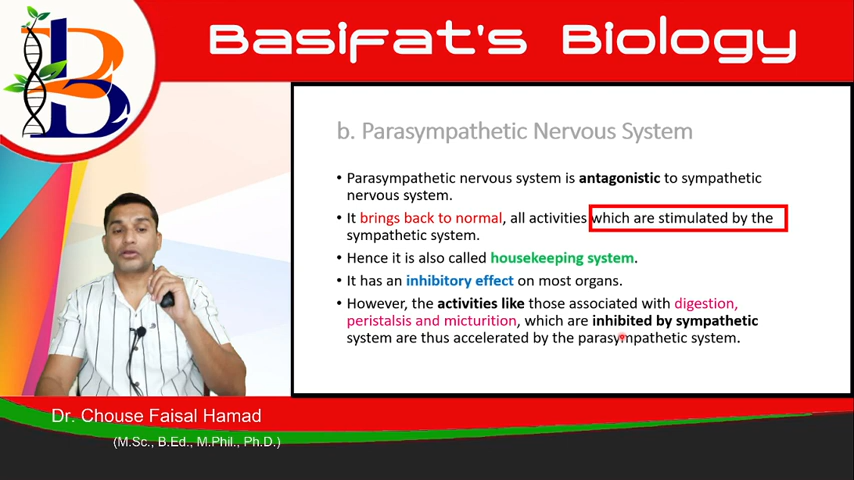 Basifat's Biology
b. Parasympathetic Nervous System
• Parasympathetic nervous system is antagonistic to sympathetic
nervous system.
• It brings back to normal, all activities which are stimulated by the
sympathetic system.
• Hence it is also called housekeeping system.
• It has an inhibitory effect on most organs.
• However, the activities like those associated with digestion,
peristalsis and micturition, which are inhibited by sympathetic
system are thus accelerated by the parasympathetic system.
Dr. Chouse Faisal Hamad
(M.Sc., B.Ed., M.Phil., Ph.D.)